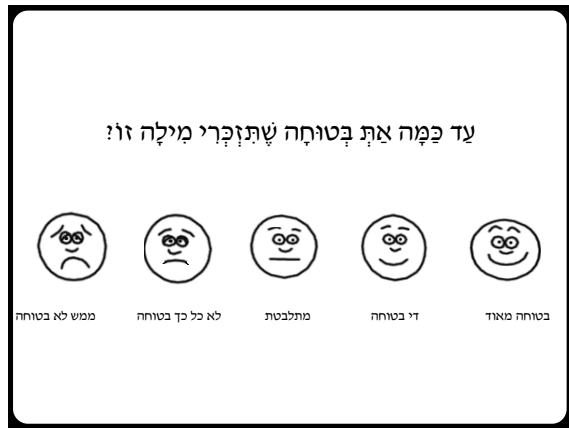 עַד כַּמָּה אַתְּ בְּטוּחָה שֶׁתִּזְכְּרִי מִילָה זוֹ?
בטוחה מאוד די בטוחה מתלבטת לא כל כך בטוחה ממש לא בטוחה